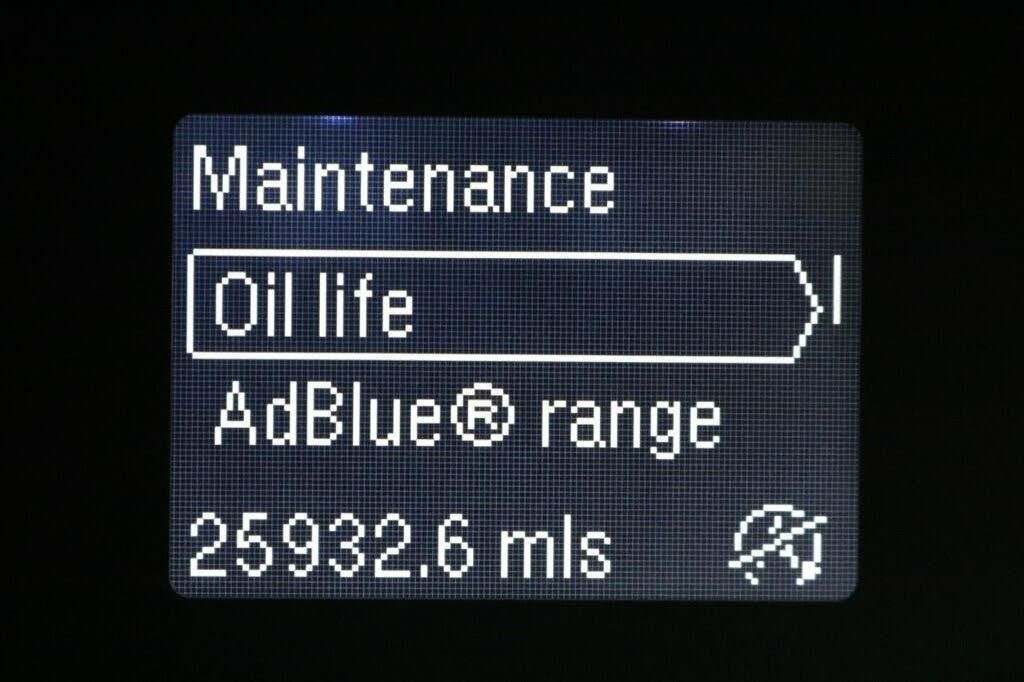 Maintenance
Oil life
AdBlue® range
25932.6 mls